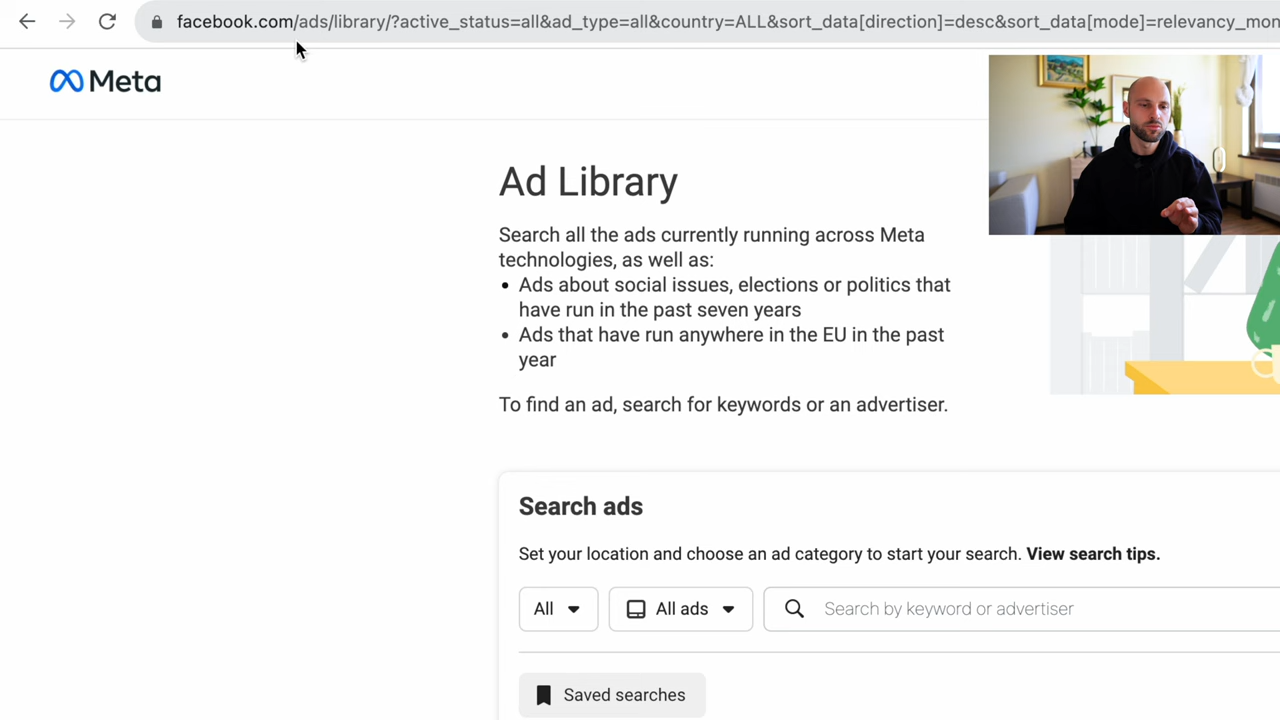 facebook.com/ads/library/?active_status=all&ad_type=all&country=ALL&sort_data[direction]=desc&sort_data[mode]=relevancy_mon
Meta
Ad Library
Search all the ads currently running across Meta
technologies, as well as:
• Ads about social issues, elections or politics that
have run in the past seven years
• Ads that have run anywhere in the EU in the past
year
To find an ad, search for keywords or an advertiser.
Search ads
Set your location and choose an ad category to start your search. View search tips.
All
All ads
Search by keyword or advertiser
Saved searches